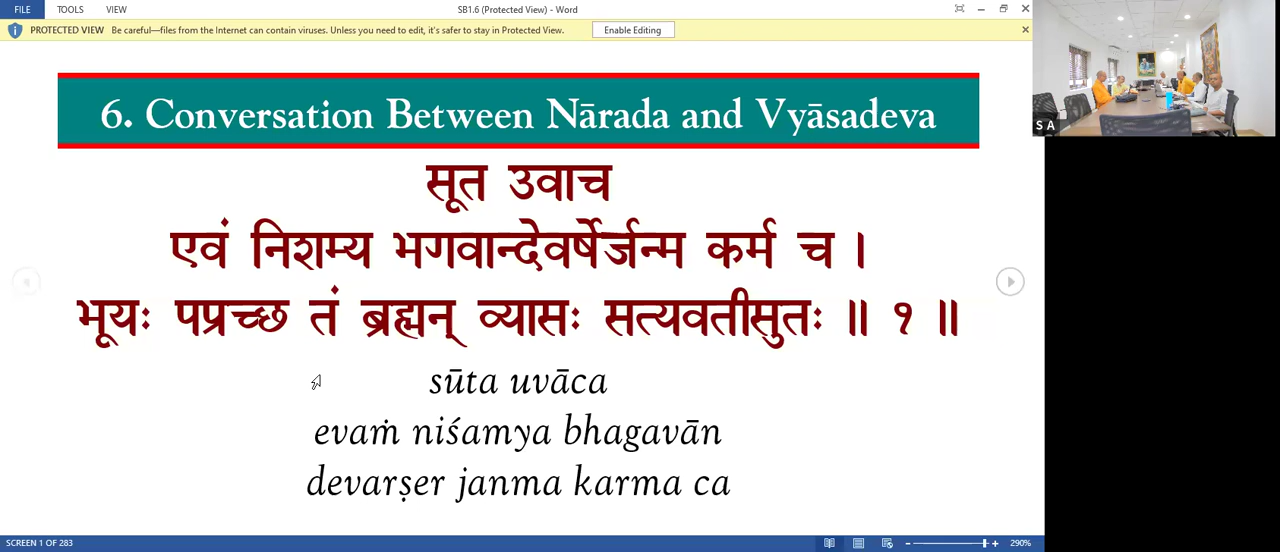 FILE TOOLS VIEW SB1.6 (Protected View) - Word
PROTECTED VIEW Be careful—files from the Internet can contain viruses. Unless you need to edit, it's safer to stay in Protected View. Enable Editing
6. Conversation Between Nārada and Vyāsadeva
सूत उवाच
एवं निशम्य भगवान्देवर्षेर्जन्म कर्म च ।
भूयः पप्रच्छ तं ब्रह्मन् व्यासः सत्यवतीसुतः ॥ १ ॥
sūta uvāca
evaṁ niśamya bhagavān
devarṣer janma karma ca
S A
SCREEN 1 OF 283 290%